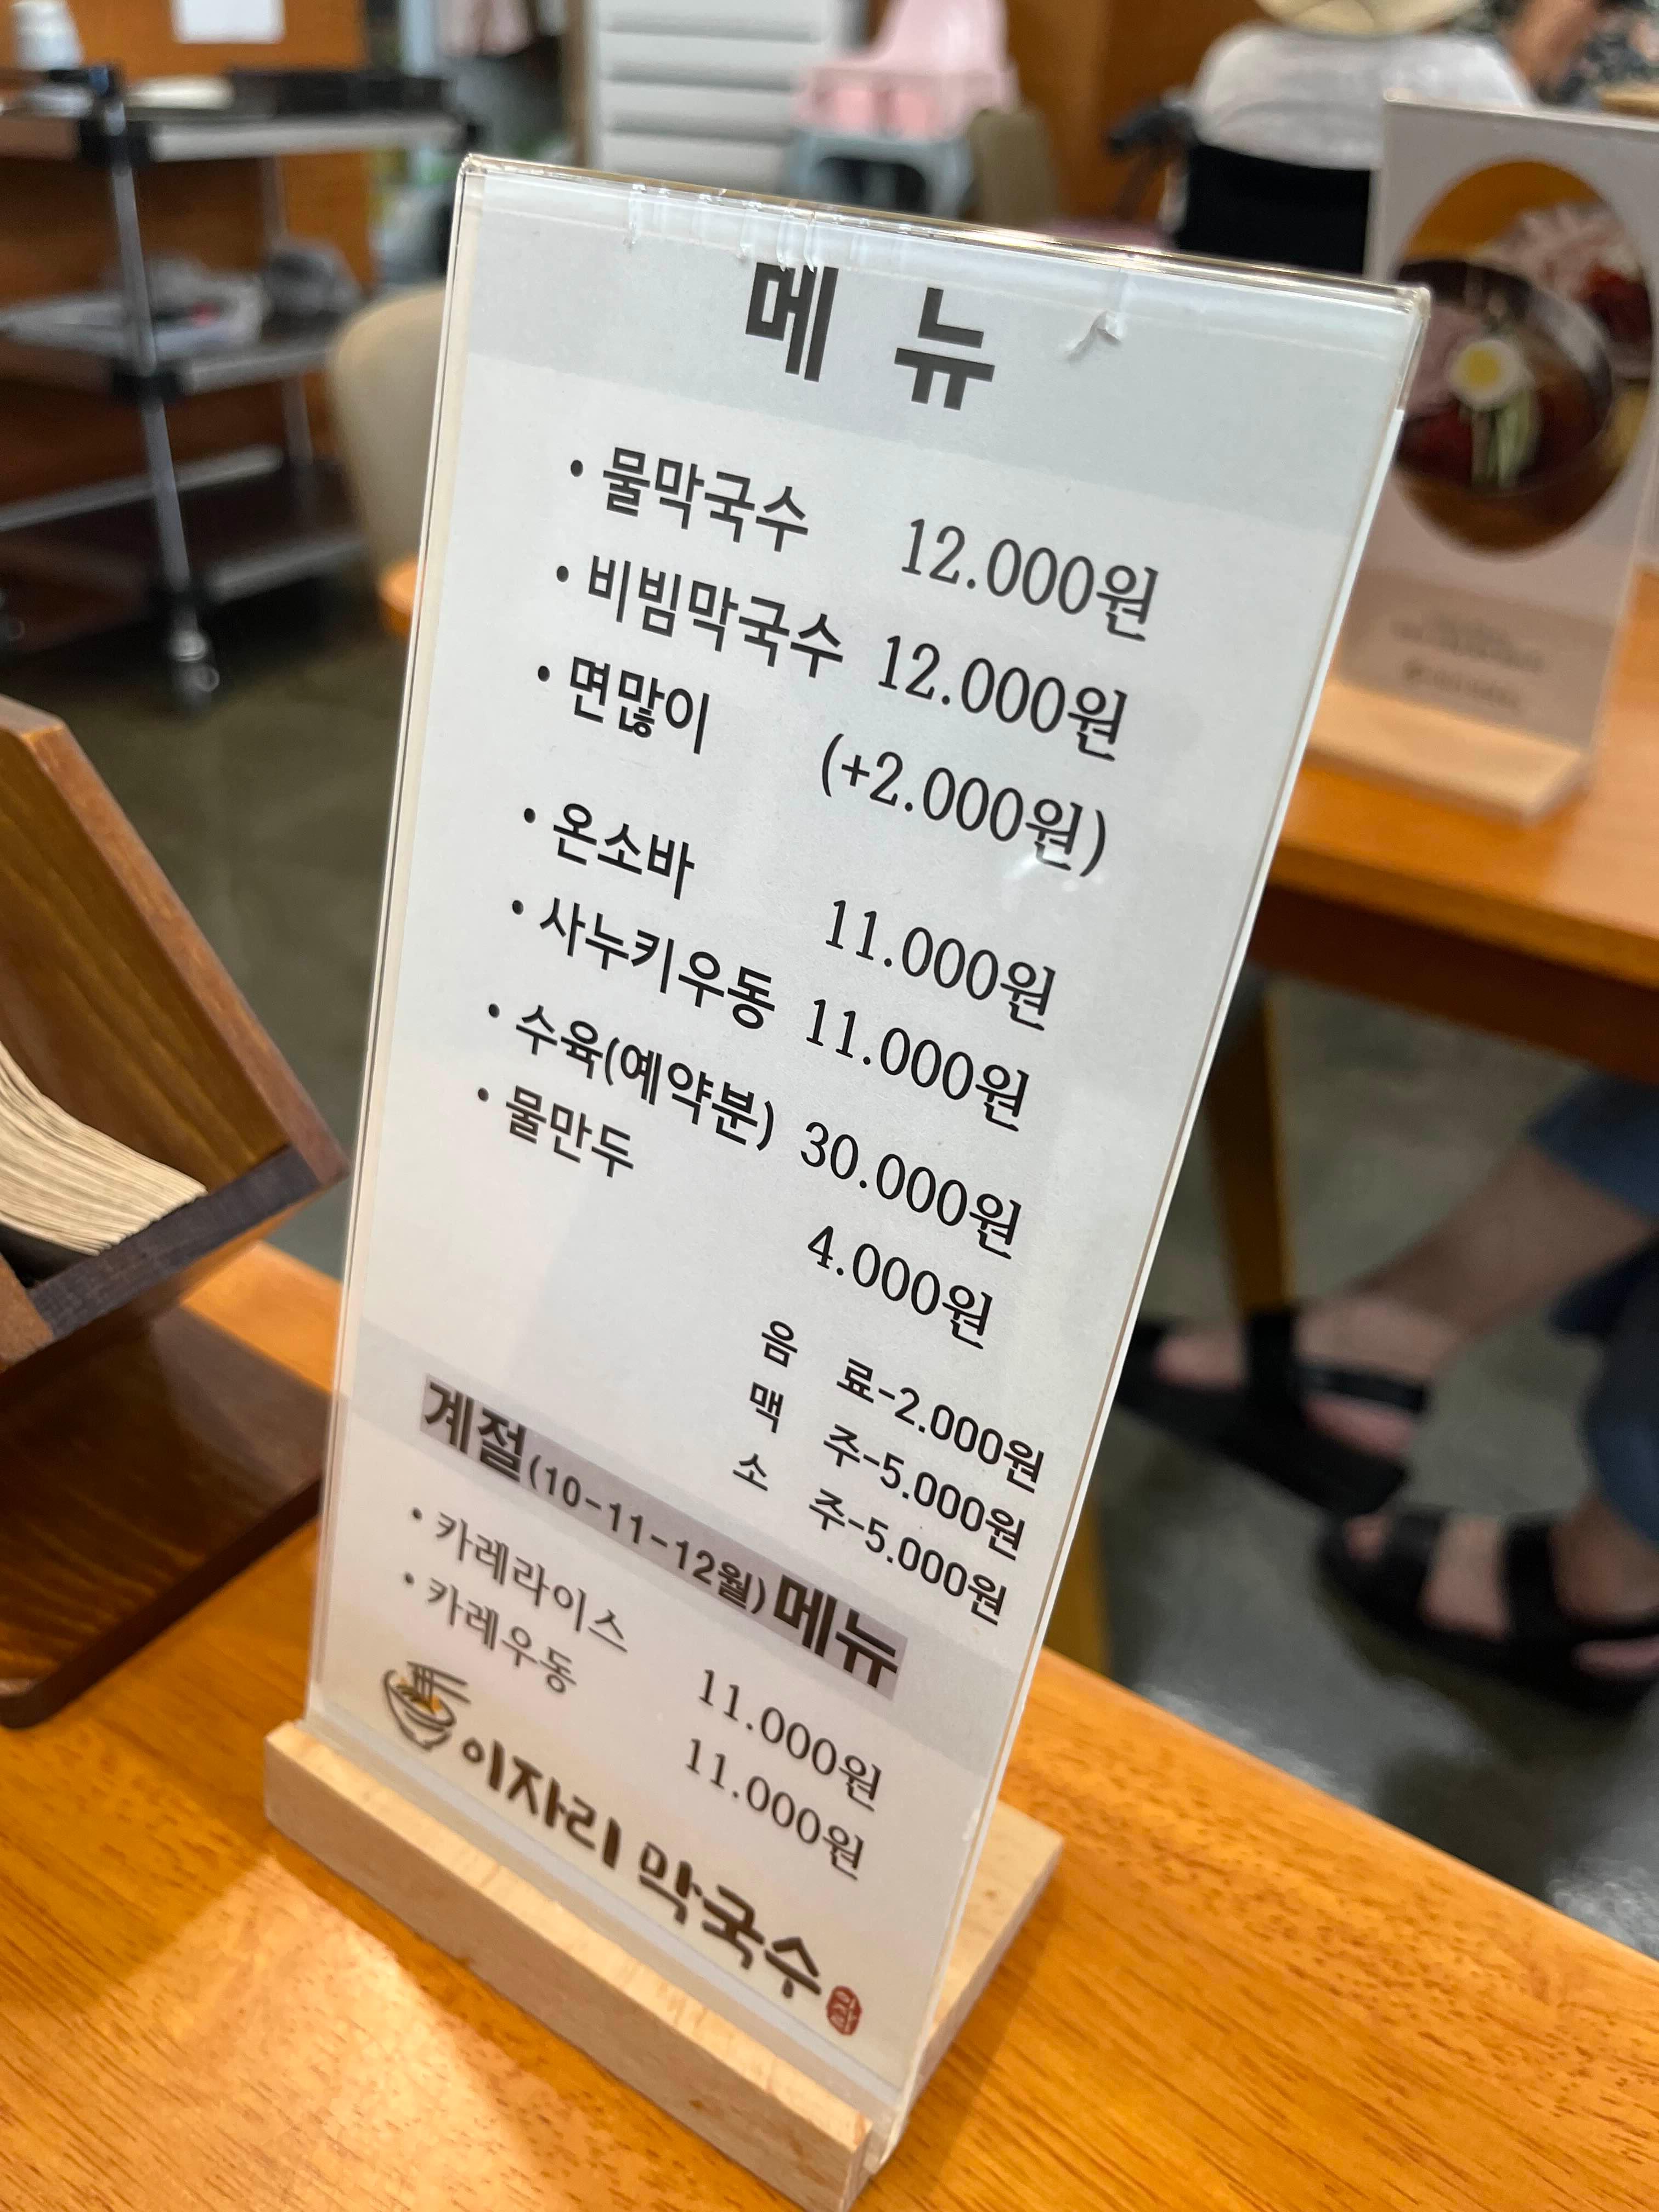 메 뉴
• 물막국수 12.000원
• 비빔막국수 12.000원
• 면많이 (+2.000원)
• 온소바 11.000원
• 사누키우동 11.000원
• 수육(예약분) 30.000원
• 물만두 4.000원
음 료-2.000원
맥 주-5.000원
소 주-5.000원
계절(10-11-12월)메뉴
• 카레라이스 11.000원
• 카레우동 11.000원
이자리 막국수